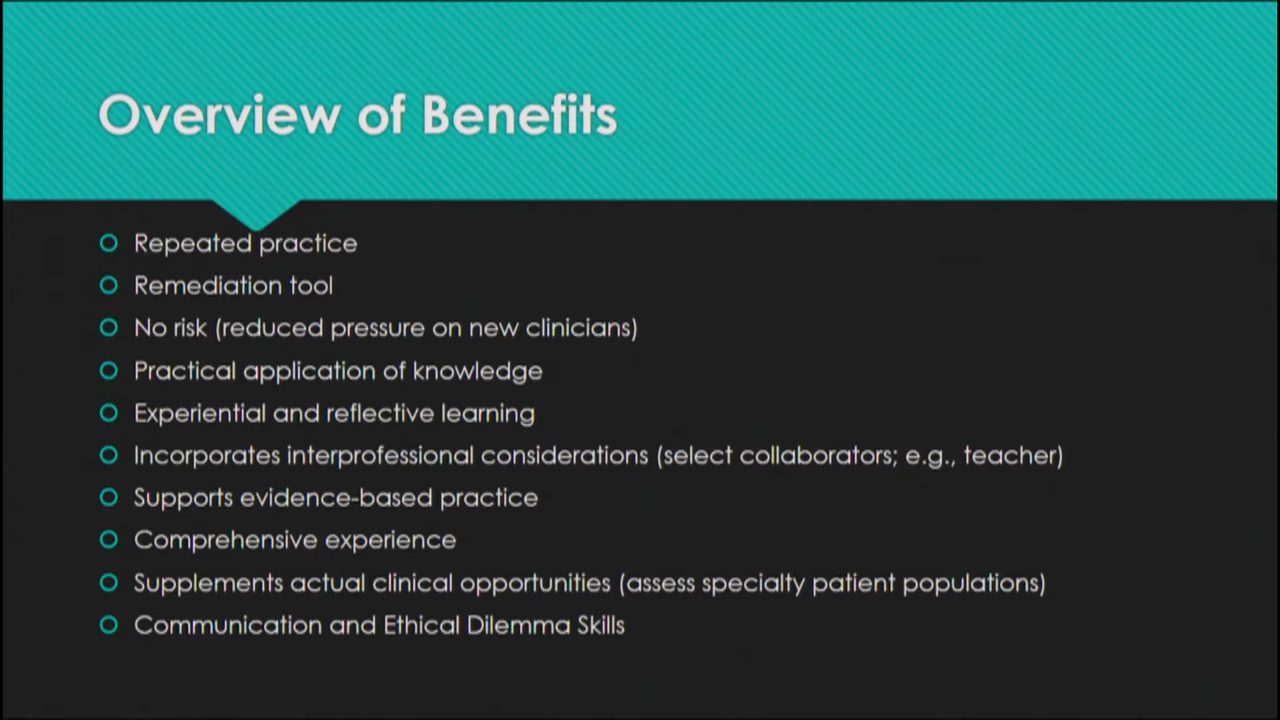 Overview of Benefits
Repeated practice
Remediation tool
No risk (reduced pressure on new clinicians)
Practical application of knowledge
Experiential and reflective learning
Incorporates interprofessional considerations (select collaborators; e.g., teacher)
Supports evidence-based practice
Comprehensive experience
Supplements actual clinical opportunities (assess specialty patient populations)
Communication and Ethical Dilemma Skills